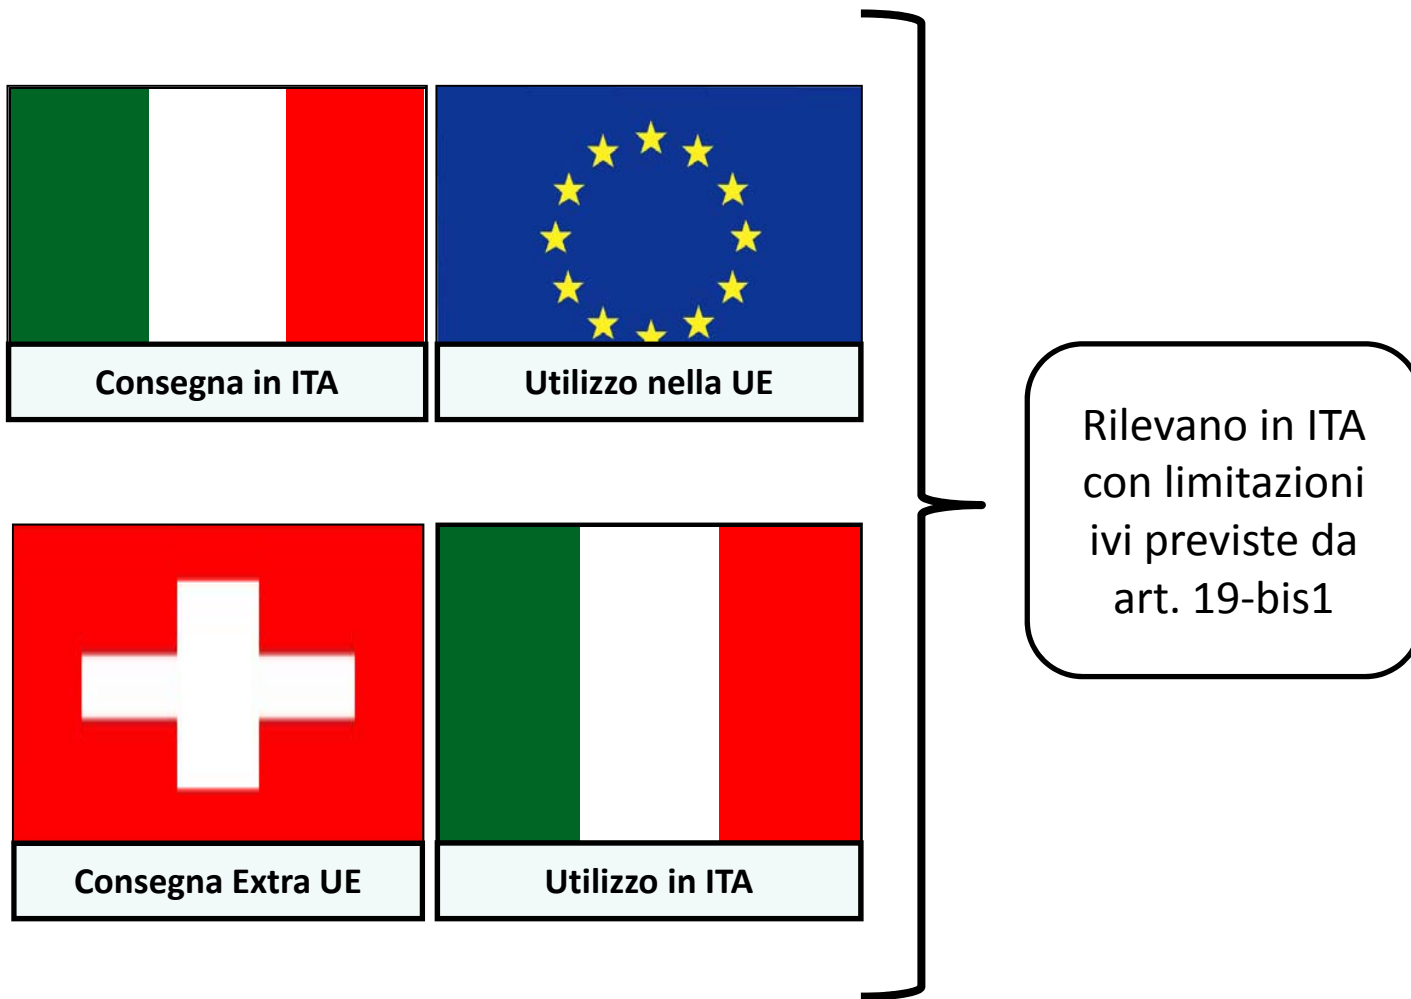 Consegna in ITA
Utilizzo nella UE
Consegna Extra UE
Utilizzo in ITA
Rilevano in ITA
con limitazioni
ivi previste da
art. 19-bis1